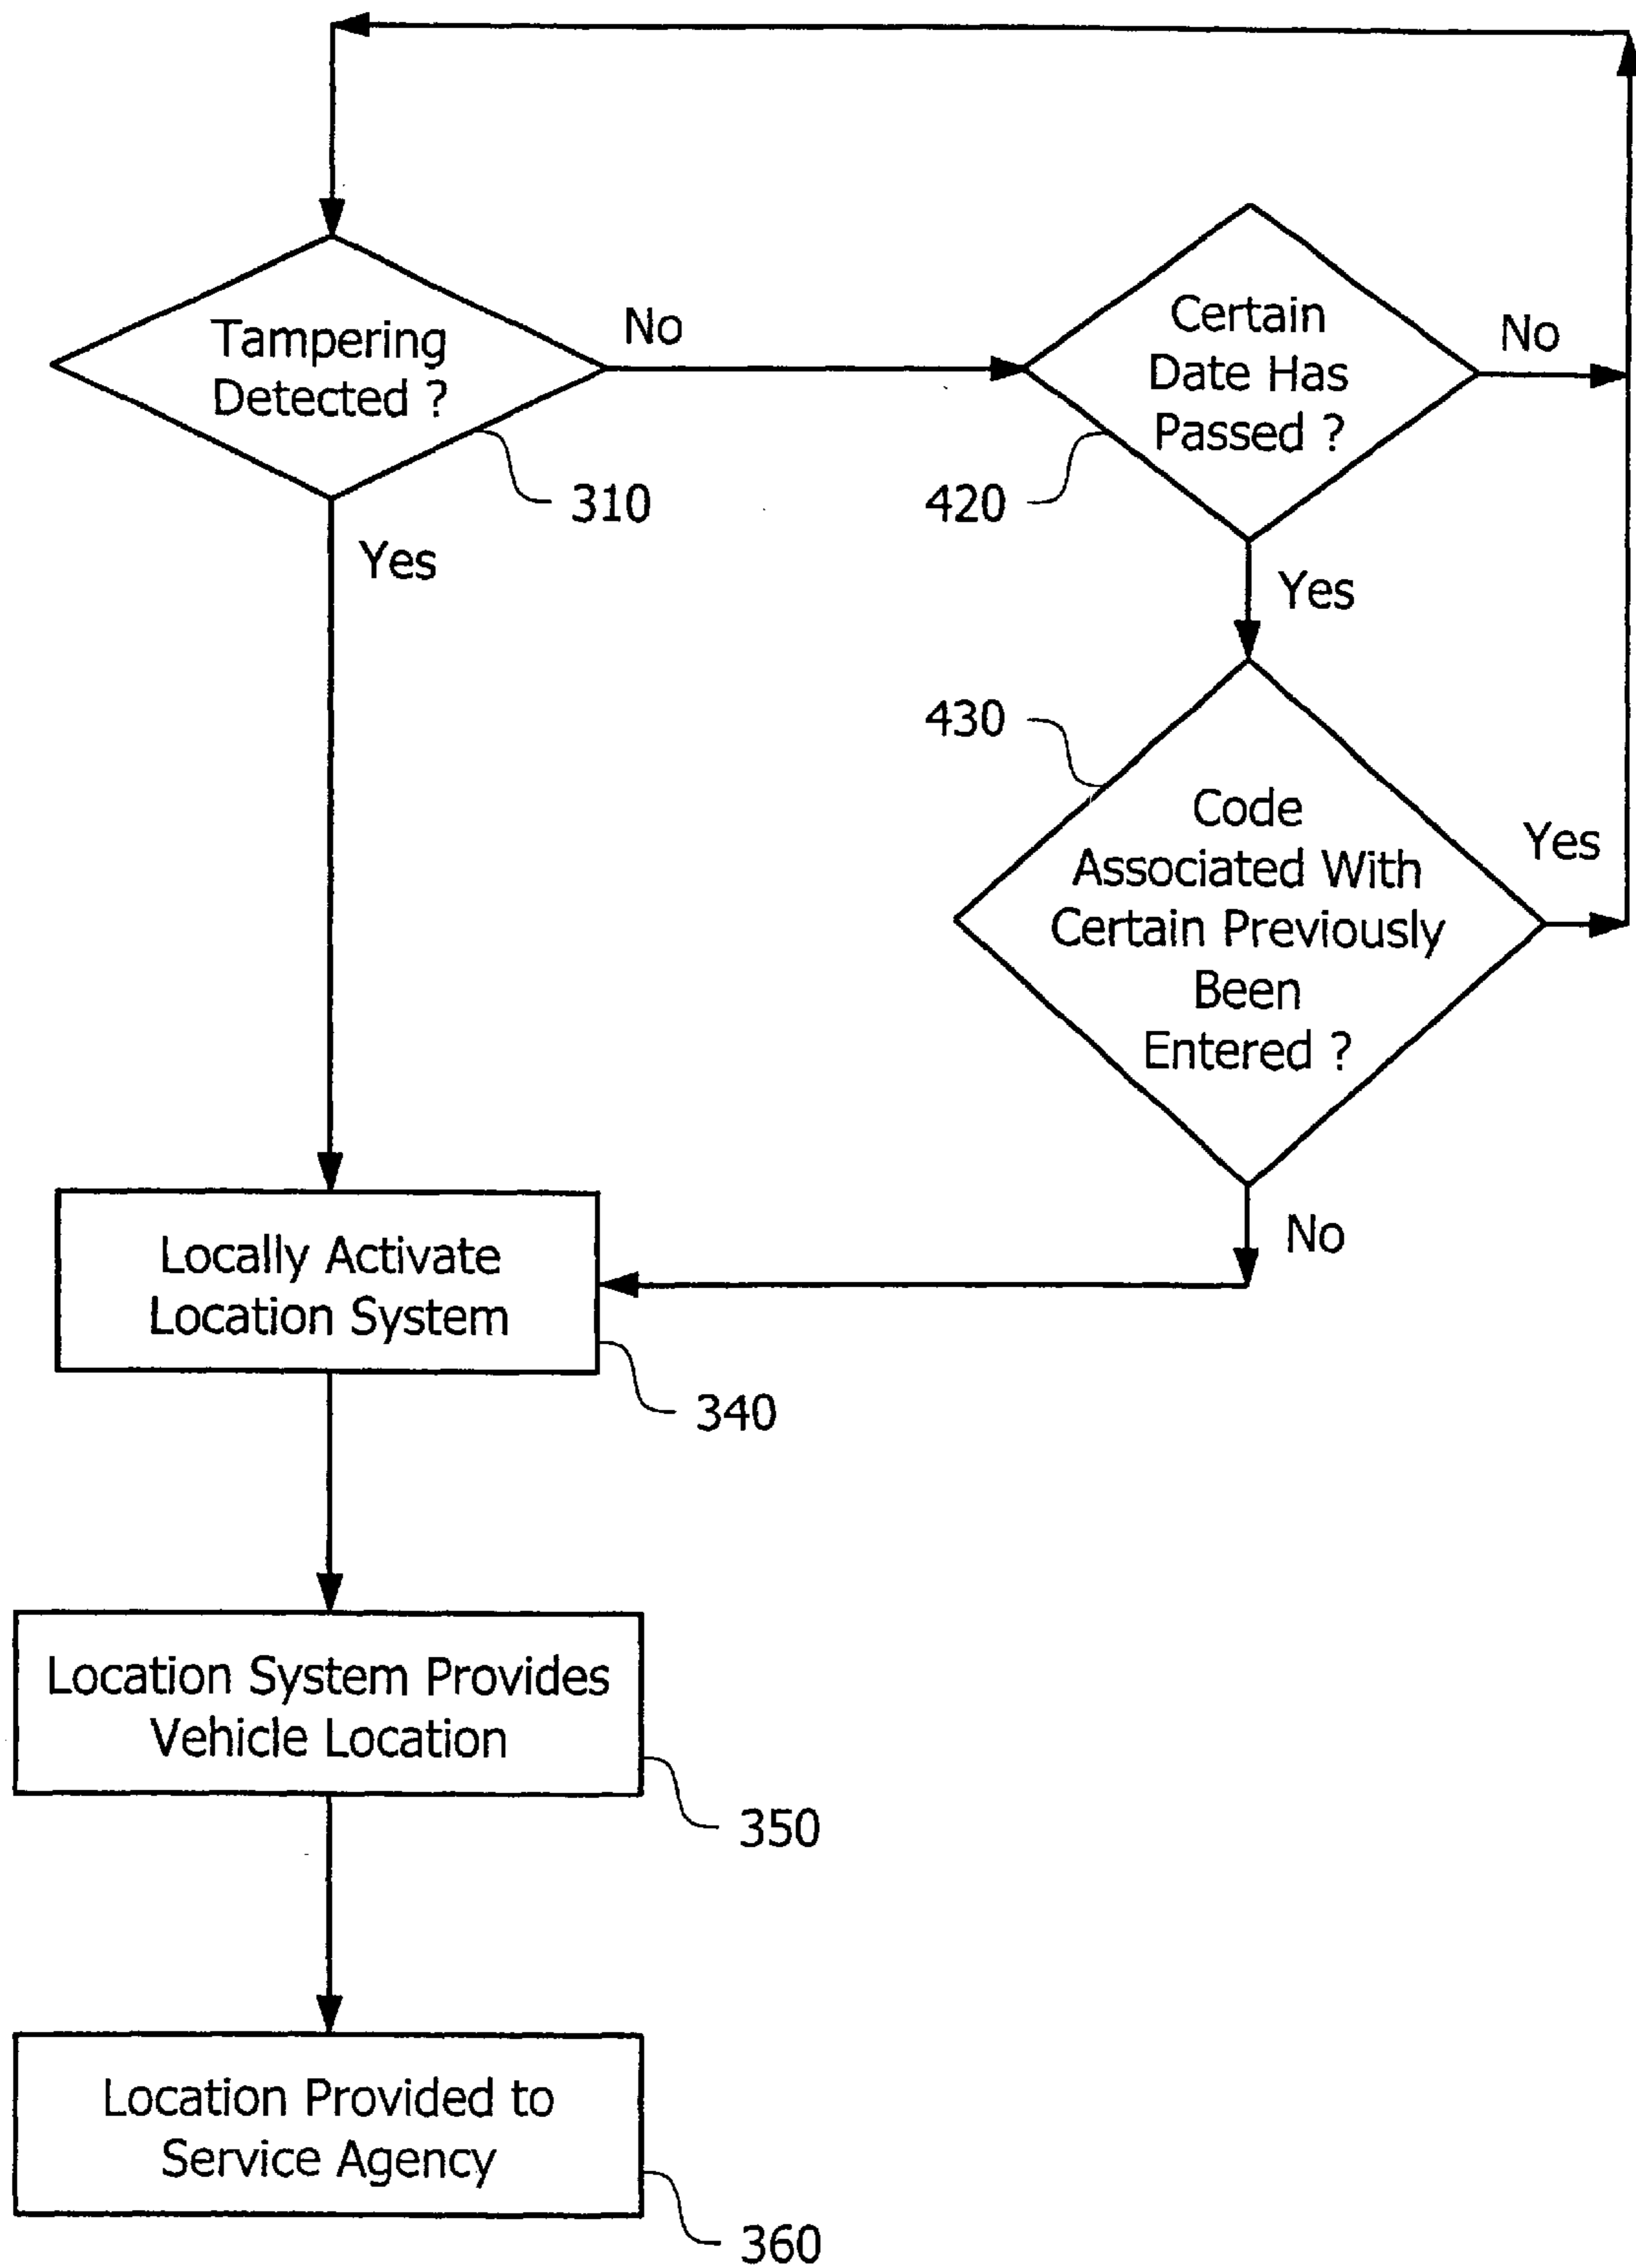 Tampering
Detected ?
No
310
Yes
Certain
Date Has
Passed ?
No
420
Yes
430
Code
Associated With
Certain Previously
Been
Entered ?
Yes
No
Locally Activate
Location System
340
Location System Provides
Vehicle Location
350
Location Provided to
Service Agency
360